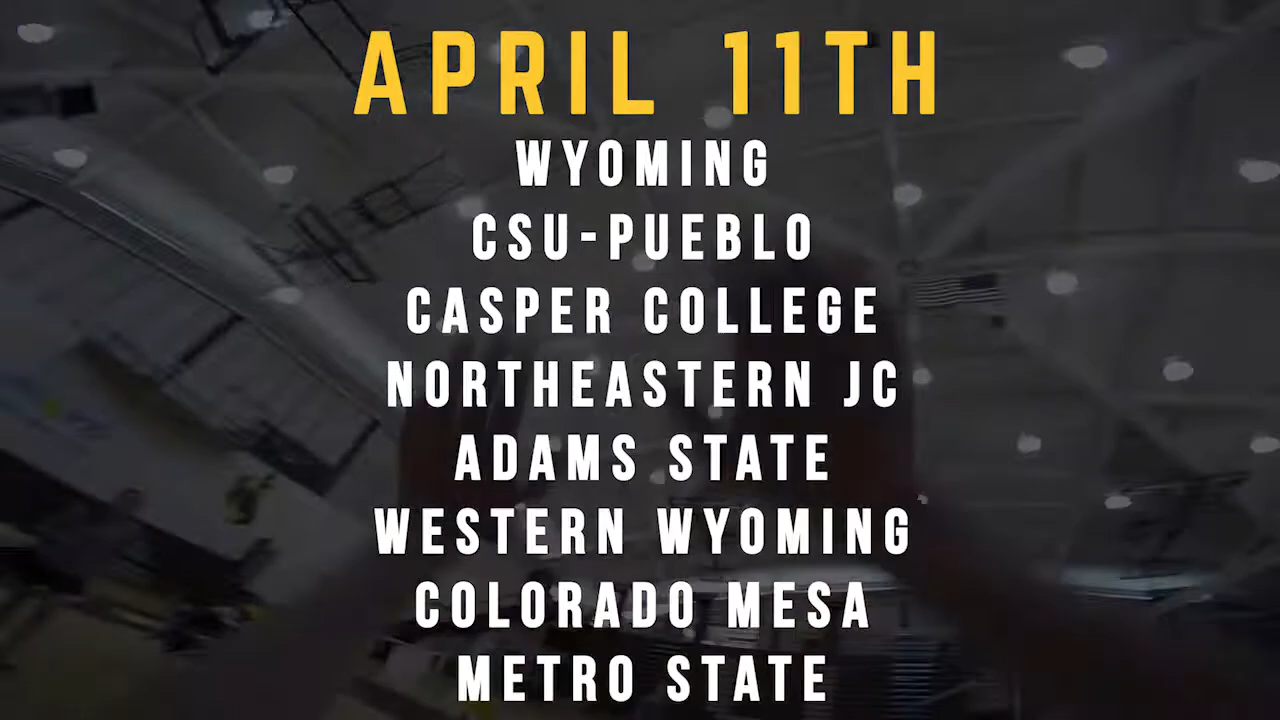 APRIL 11TH
WYOMING
CSU-PUEBLO
CASPER COLLEGE
NORTHEASTERN JC
ADAMS STATE
WESTERN WYOMING
COLORADO MESA
METRO STATE